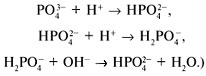 PO₄³⁻ + H⁺ → HPO₄²⁻,
HPO₄²⁻ + H⁺ → H₂PO₄⁻,
H₂PO₄⁻ + OH⁻ → HPO₄²⁻ + H₂O.)